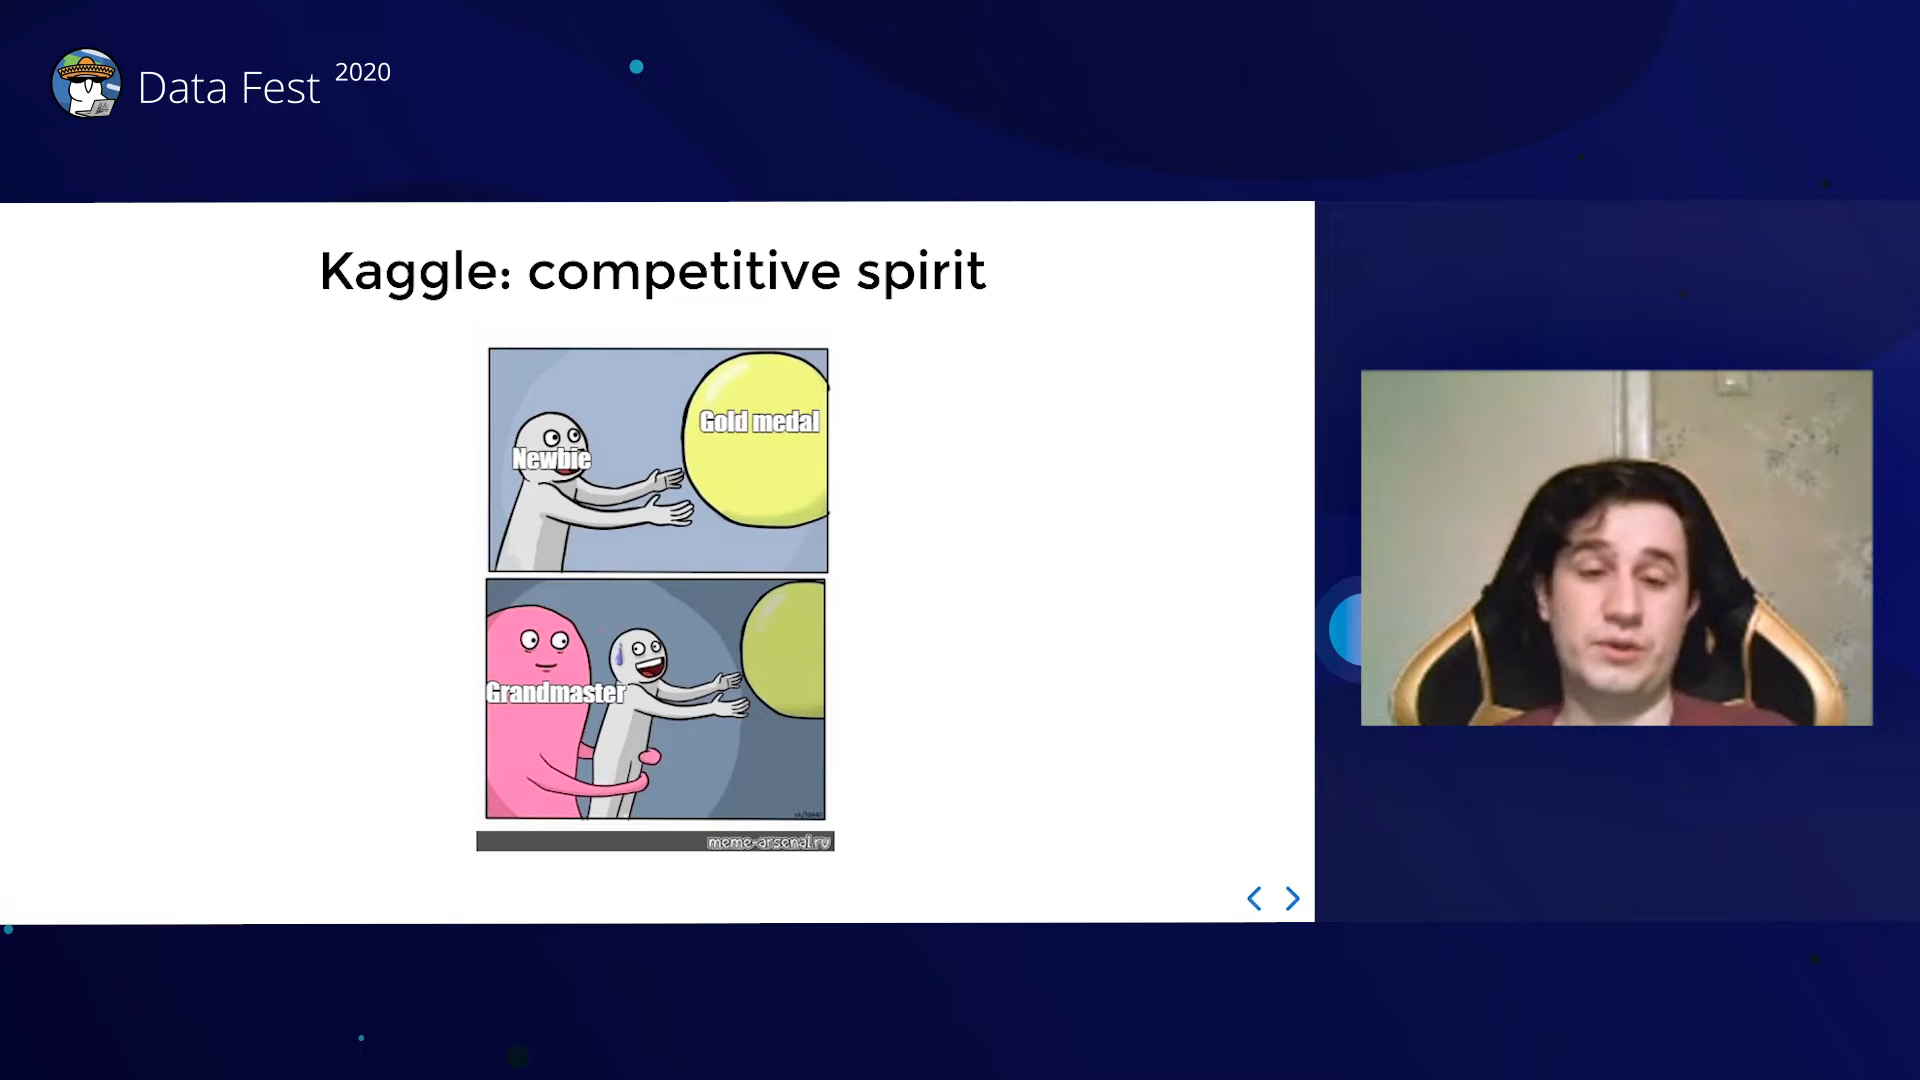 Data Fest 2020
Kaggle: competitive spirit
Gold medal
Newbie
Grandmaster
meme-arsenal.ru